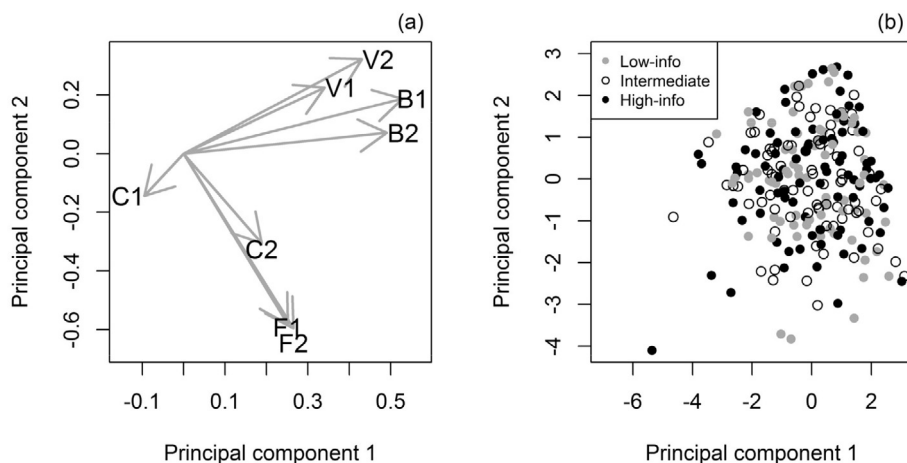 (a)
Principal component 2
0.2
0.0
-0.2
-0.4
-0.6
V2
V1
B1
B2
C1
C2
F1
F2
-0.1 0.1 0.3 0.5
Principal component 1
(b)
Principal component 2
3
2
1
0
-1
-2
-3
-4
Low-info
Intermediate
High-info
-6 -4 -2 0 2
Principal component 1